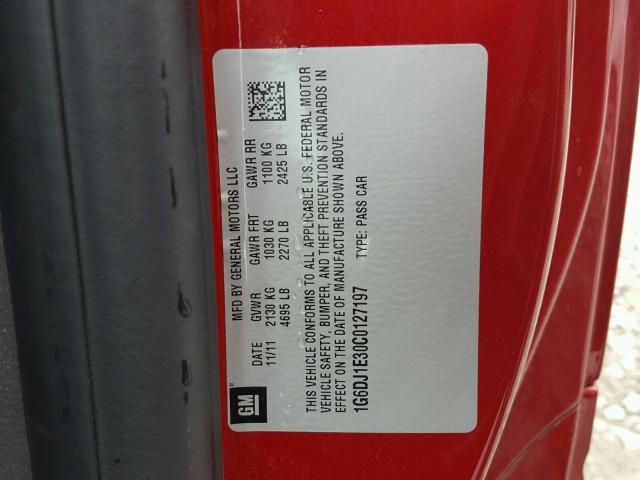 MFD BY GENERAL MOTORS LLC
DATE GVWR GAWR FRT GAWR RR
11/11 2130 KG 1030 KG 1100 KG
4695 LB 2270 LB 2425 LB
GM
THIS VEHICLE CONFORMS TO ALL APPLICABLE U.S. FEDERAL MOTOR
VEHICLE SAFETY, BUMPER, AND THEFT PREVENTION STANDARDS IN
EFFECT ON THE DATE OF MANUFACTURE SHOWN ABOVE.
1G6DJ1E30C0127197 TYPE: PASS CAR